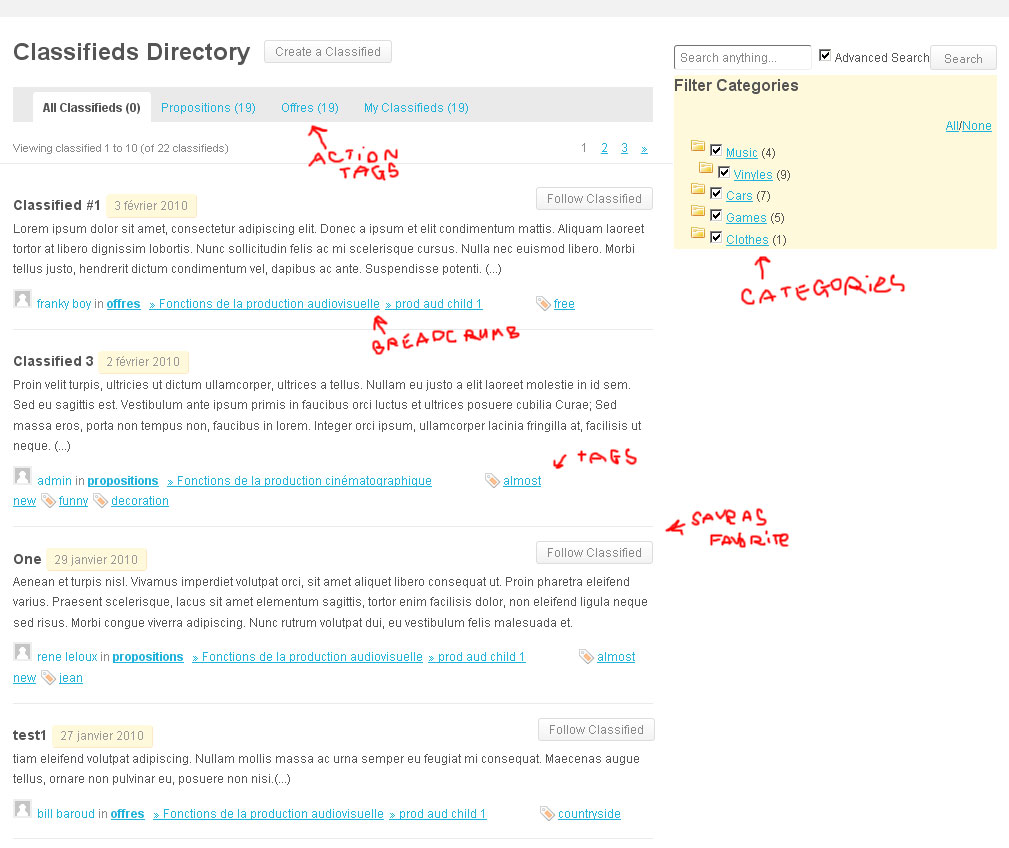 Classifieds Directory Create a Classified
Search anything... Advanced Search Search
Filter Categories
All/None
Music (4)
Vinyles (9)
Cars (7)
Games (5)
Clothes (1)
CATEGORIES
All Classifieds (0) Propositions (19) Offres (19) My Classifieds (19)
ACTION
TAGS
Viewing classified 1 to 10 (of 22 classifieds) 1 2 3 »
Classified #1 3 février 2010 Follow Classified
Lorem ipsum dolor sit amet, consectetur adipiscing elit. Donec a ipsum et elit condimentum mattis. Aliquam laoreet
tortor at libero dignissim lobortis. Nunc sollicitudin felis ac mi scelerisque cursus. Nulla nec euismod libero. Morbi
tellus justo, hendrerit dictum condimentum vel, dapibus ac ante. Suspendisse potenti. (...)
franky boy in offres » Fonctions de la production audiovisuelle » prod aud child 1 free
BREADCRUMB
Classified 3 2 février 2010
Proin velit turpis, ultricies ut dictum ullamcorper, ultrices a tellus. Nullam eu justo a elit laoreet molestie in id sem.
Sed eu sagittis est. Vestibulum ante ipsum primis in faucibus orci luctus et ultrices posuere cubilia Curae; Sed
massa eros, porta non tempus non, faucibus in lorem. Integer orci ipsum, ullamcorper lacinia fringilla at, facilisis ut
neque. (...)
TAGS
admin in propositions » Fonctions de la production cinématographique almost
new funny decoration
SAVE AS
FAVORITE
One 29 janvier 2010 Follow Classified
Aenean et turpis nisl. Vivamus imperdiet volutpat orci, sit amet aliquet libero consequat ut. Proin pharetra eleifend
varius. Praesent scelerisque, lacus sit amet elementum sagittis, tortor enim facilisis dolor, non eleifend ligula neque
sed risus. Morbi congue viverra adipiscing. Nunc rutrum volutpat dui, eu vestibulum felis malesuada et.
rene leloux in propositions » Fonctions de la production audiovisuelle » prod aud child 1 almost
new jean
test1 27 janvier 2010 Follow Classified
tiam eleifend volutpat adipiscing. Nullam mollis massa ac urna semper eu feugiat mi consequat. Maecenas augue
tellus, ornare non pulvinar eu, posuere non nisi.(...)
bill baroud in offres » Fonctions de la production audiovisuelle » prod aud child 1 countryside